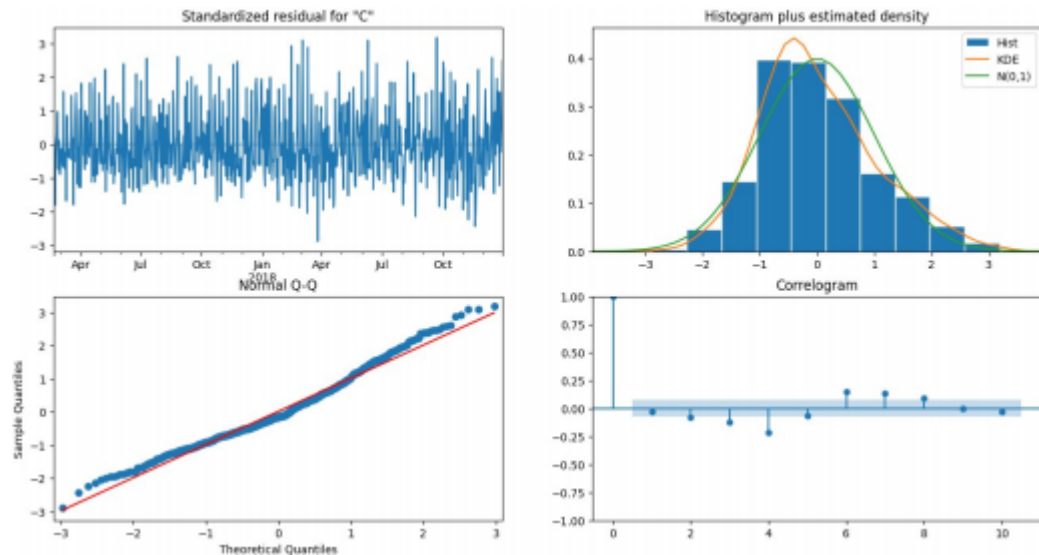 Standardized residual for "C"
3
2
1
0
-1
-2
-3
Apr Jul Oct Jan Apr Jul Oct
2018
Histogram plus estimated density
Hist
KDE
N(0,1)
0.4
0.3
0.2
0.1
0.0
-3 -2 -1 0 1 2 3
Normal Q-Q
Sample Quantiles
3
2
1
0
-1
-2
-3
-3 -2 -1 0 1 2 3
Theoretical Quantiles
Correlogram
1.00
0.75
0.50
0.25
0.00
-0.25
-0.50
-0.75
-1.00
0 2 4 6 8 10